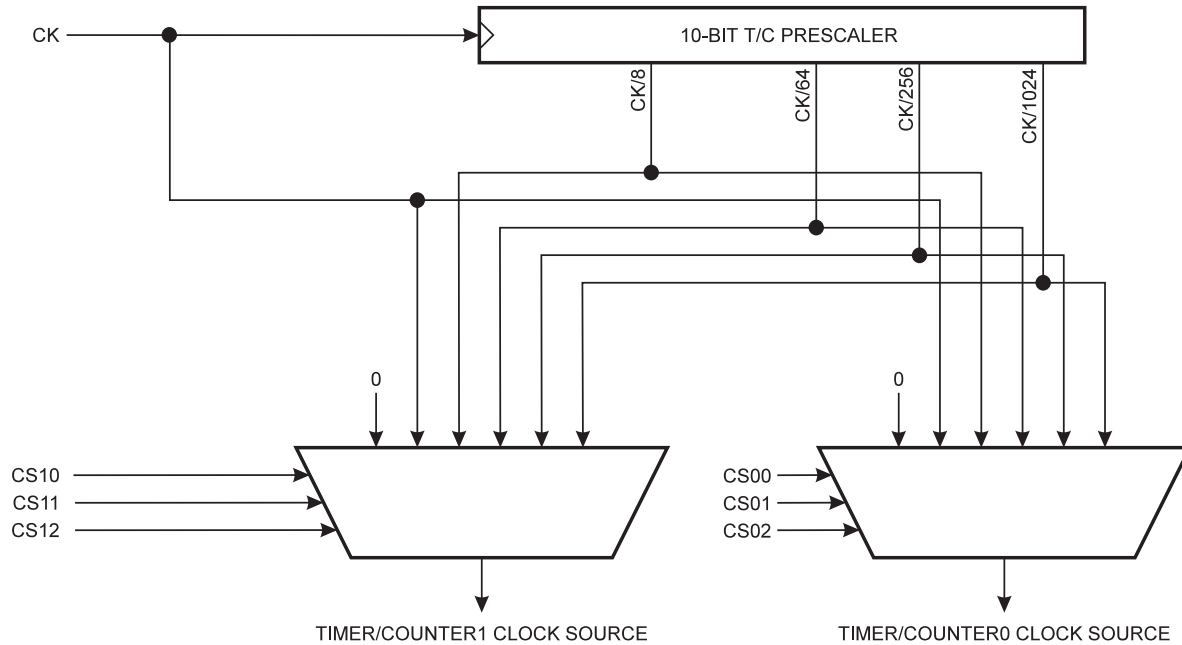 CK
10-BIT T/C PRESCALER
CK/8
CK/64
CK/256
CK/1024
0
0
CS10
CS11
CS12
CS00
CS01
CS02
TIMER/COUNTER1 CLOCK SOURCE
TIMER/COUNTER0 CLOCK SOURCE